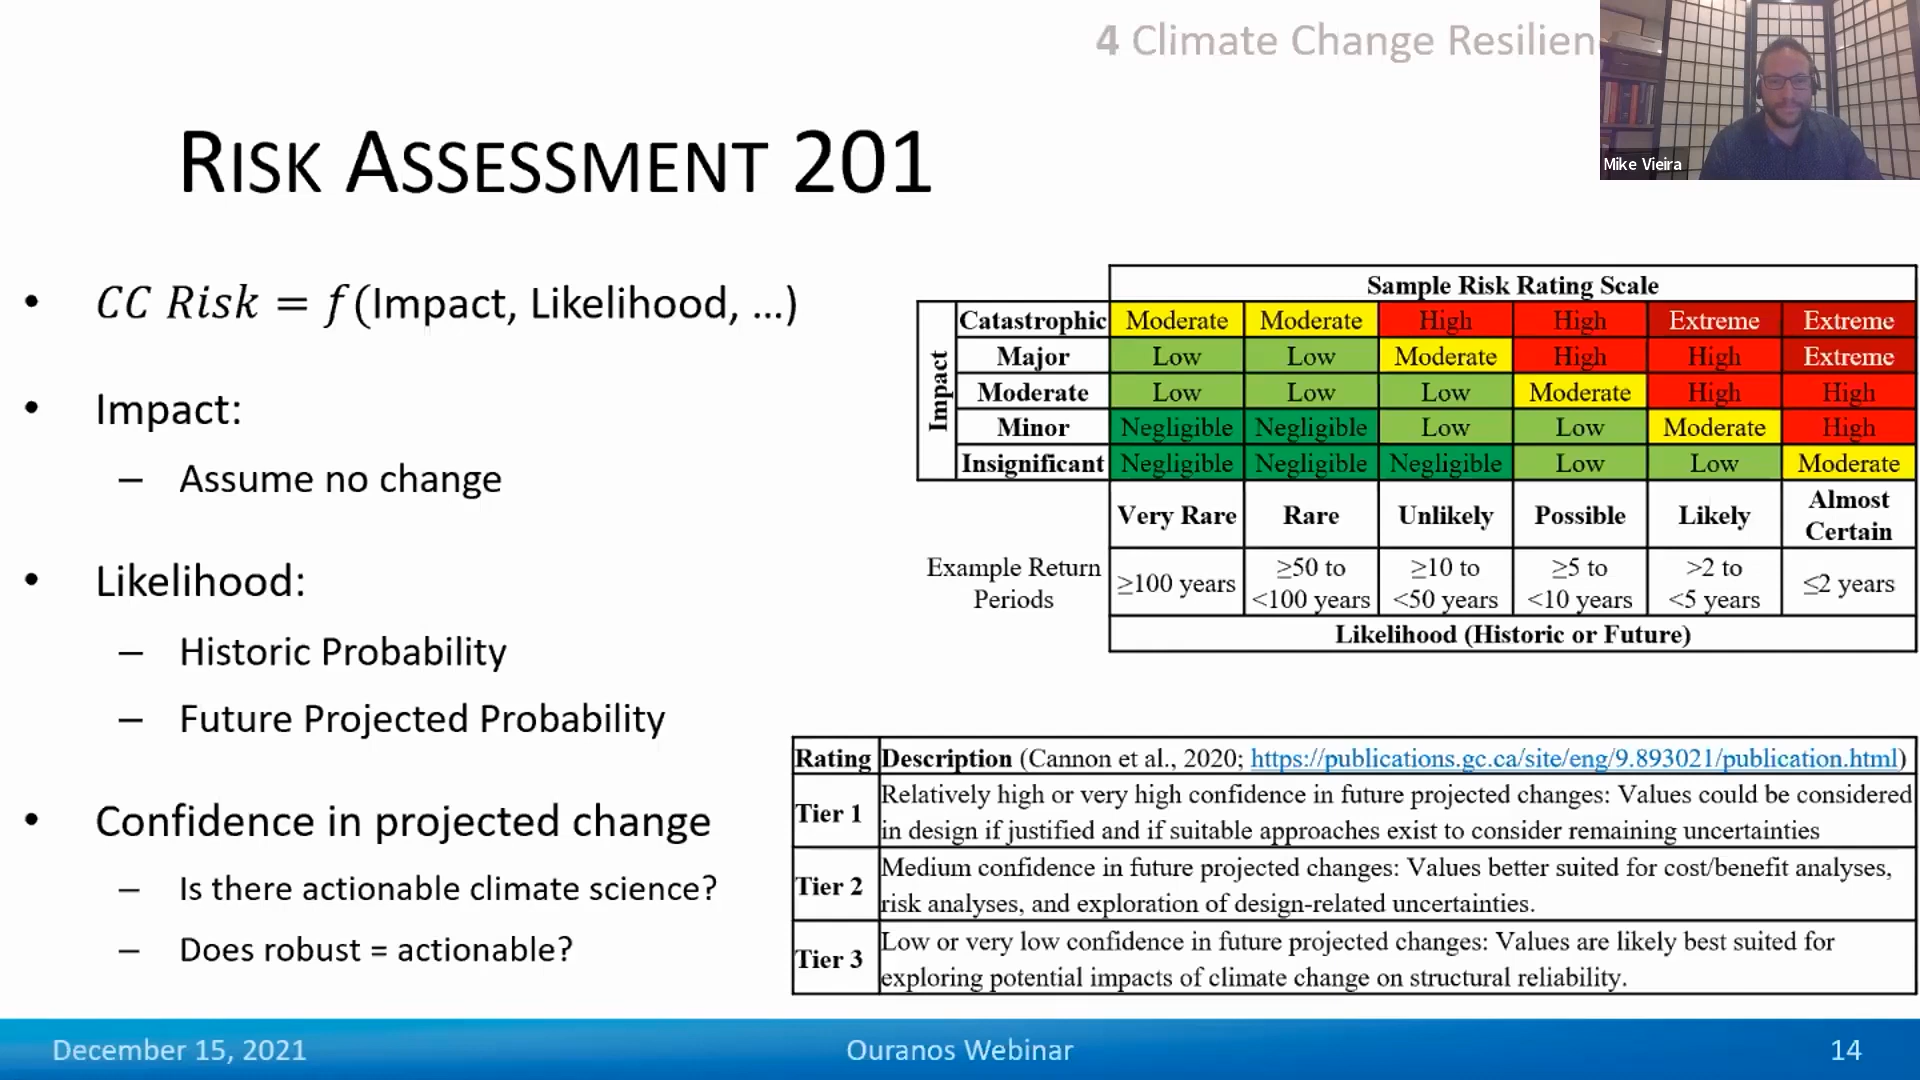 4 Climate Change Resilien
Mike Vieira
RISK ASSESSMENT 201
• CC Risk = f(Impact, Likelihood, ...)
• Impact:
– Assume no change
• Likelihood:
– Historic Probability
– Future Projected Probability
• Confidence in projected change
– Is there actionable climate science?
– Does robust = actionable?
Sample Risk Rating Scale
Impact
Catastrophic Moderate Moderate High High Extreme Extreme
Major Low Low Moderate High High Extreme
Moderate Low Low Low Moderate High High
Minor Negligible Negligible Low Low Moderate High
Insignificant Negligible Negligible Negligible Low Low Moderate
Very Rare Rare Unlikely Possible Likely Almost Certain
Example Return Periods ≥100 years ≥50 to <100 years ≥10 to <50 years ≥5 to <10 years >2 to <5 years ≤2 years
Likelihood (Historic or Future)
Rating Description (Cannon et al., 2020; https://publications.gc.ca/site/eng/9.893021/publication.html)
Tier 1 Relatively high or very high confidence in future projected changes: Values could be considered
in design if justified and if suitable approaches exist to consider remaining uncertainties
Tier 2 Medium confidence in future projected changes: Values better suited for cost/benefit analyses,
risk analyses, and exploration of design-related uncertainties.
Tier 3 Low or very low confidence in future projected changes: Values are likely best suited for
exploring potential impacts of climate change on structural reliability.
December 15, 2021
Ouranos Webinar
14